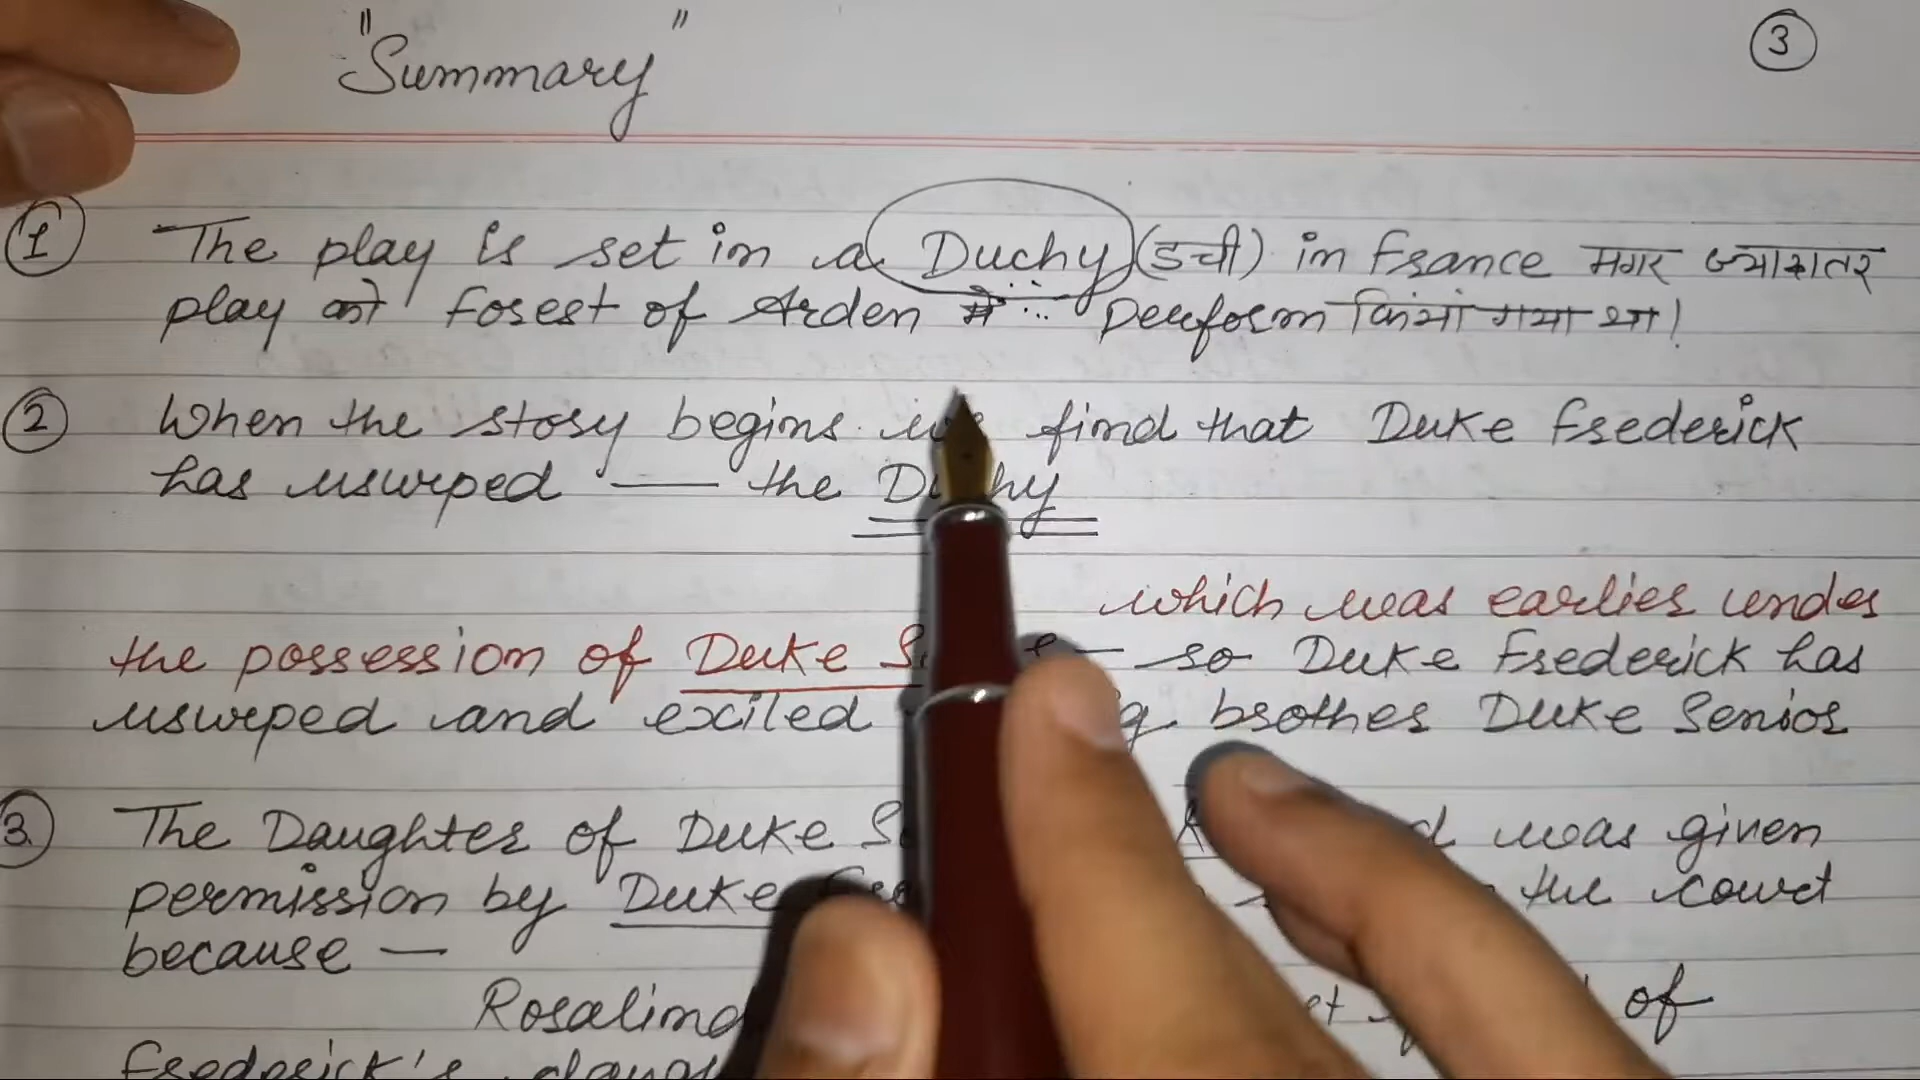 "Summary"
3
1 The play is set in a Duchy (डची) in France मगर ज्यादातर
play को forest of Arden में perform किया गया था!
2 When the story begins we find that Duke Frederick
has usurped — the Duchy
which was earlier under
the possession of Duke — so Duke Frederick has
usurped and exiled brother Duke Senior
3. The Daughter of Duke was given
permission by Duke the court
because —
Rosalind of
Frederick's